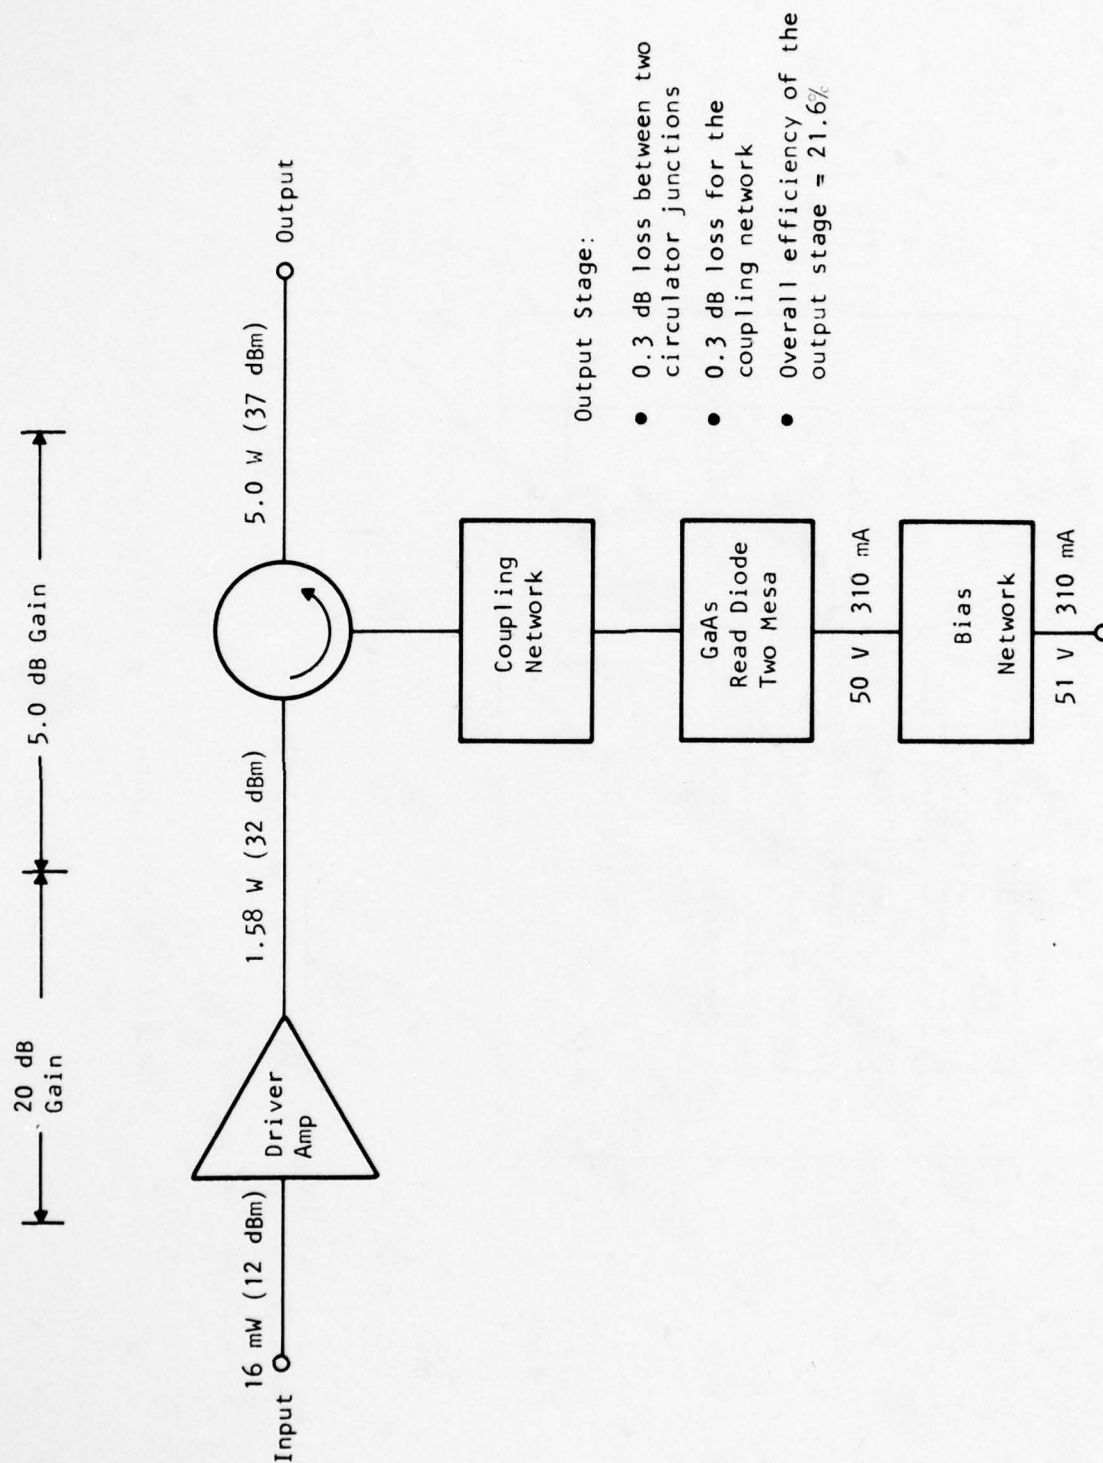 20 dB
Gain
5.0 dB Gain
Input
16 mW (12 dBm)
Driver
Amp
1.58 W (32 dBm)
5.0 W (37 dBm)
Output
Coupling
Network
GaAs
Read Diode
Two Mesa
50 V 310 mA
Bias
Network
51 V 310 mA
Output Stage:
● 0.3 dB loss between two
circulator junctions
● 0.3 dB loss for the
coupling network
● Overall efficiency of the
output stage = 21.6%